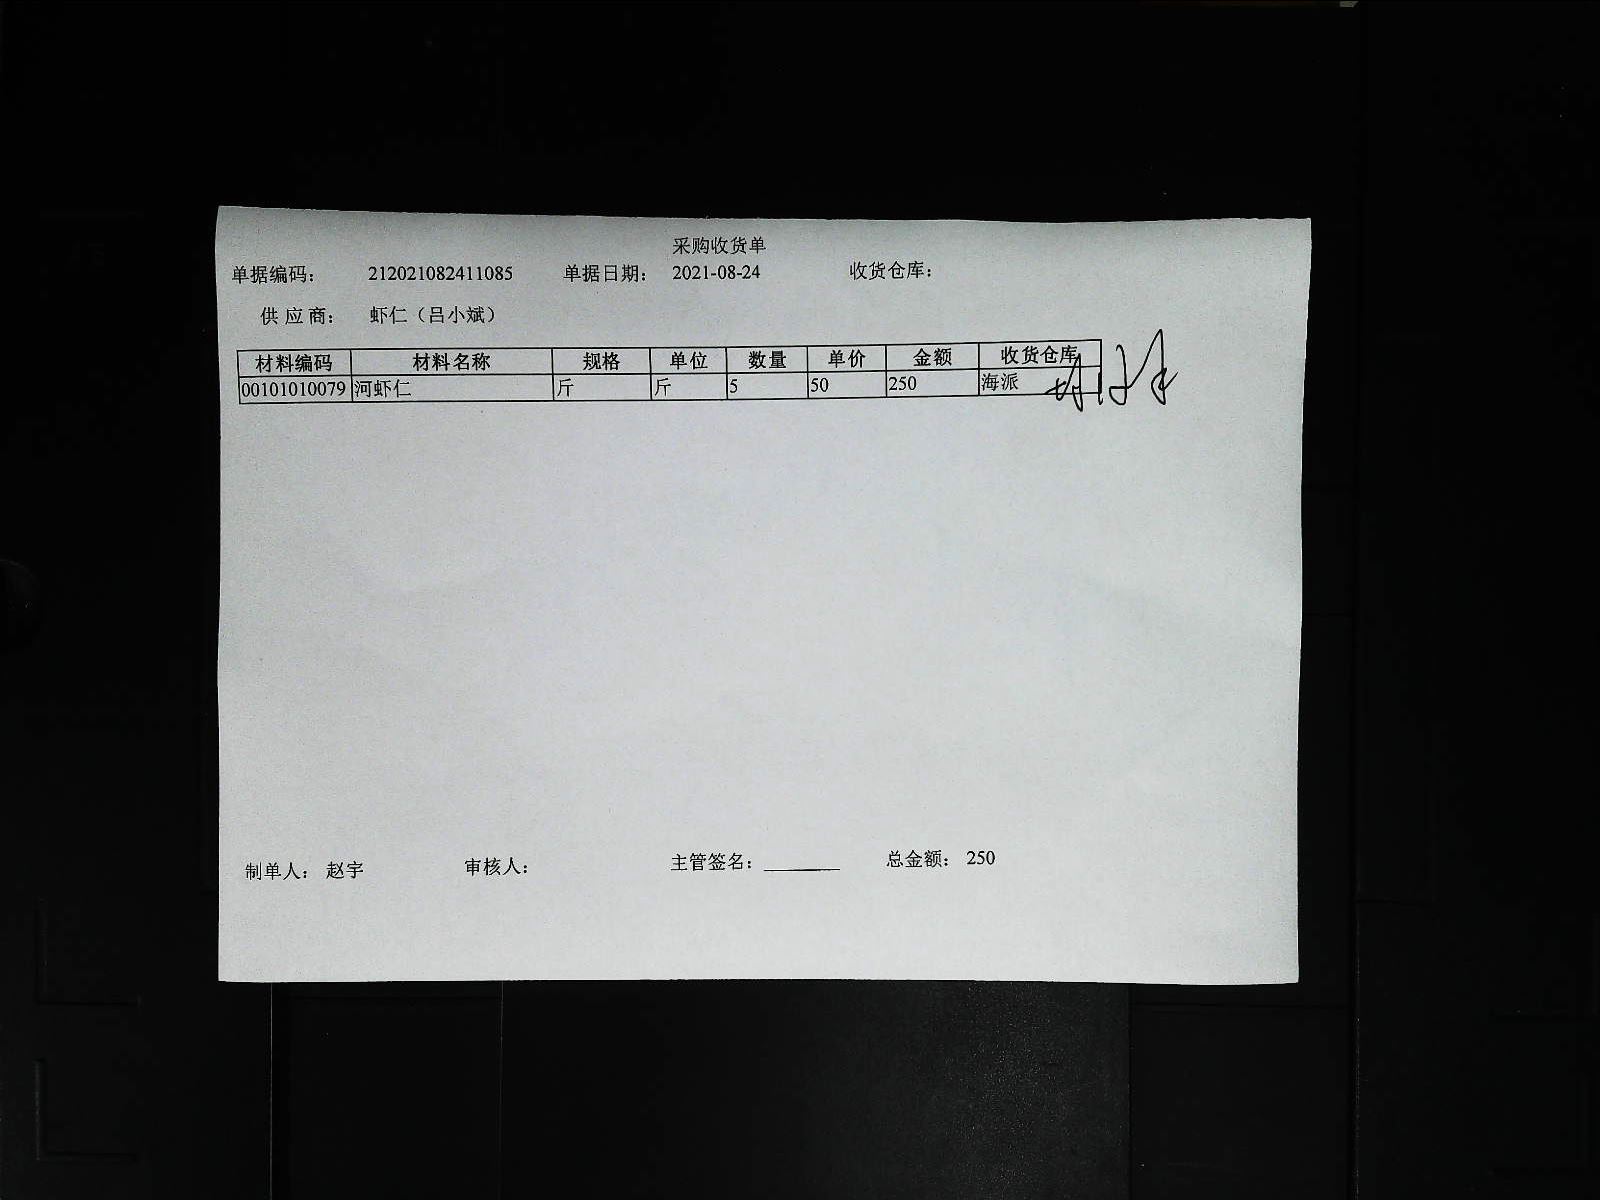 采购收货单
单据编码： 212021082411085 单据日期： 2021-08-24 收货仓库：
供应商： 虾仁（吕小斌）
材料编码 材料名称 规格 单位 数量 单价 金额 收货仓库
00101010079 河虾仁 斤 斤 5 50 250 海派
制单人： 赵宇 审核人： 主管签名： 总金额： 250